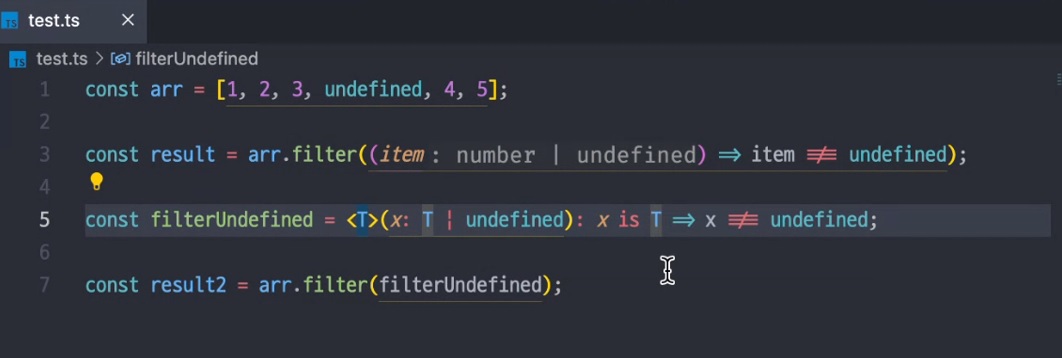 TS test.ts ×
TS test.ts > filterUndefined
1 const arr = [1, 2, 3, undefined, 4, 5];
2
3 const result = arr.filter((item: number | undefined) => item !== undefined);
4
5 const filterUndefined = <T>(x: T | undefined): x is T => x !== undefined;
6
7 const result2 = arr.filter(filterUndefined);